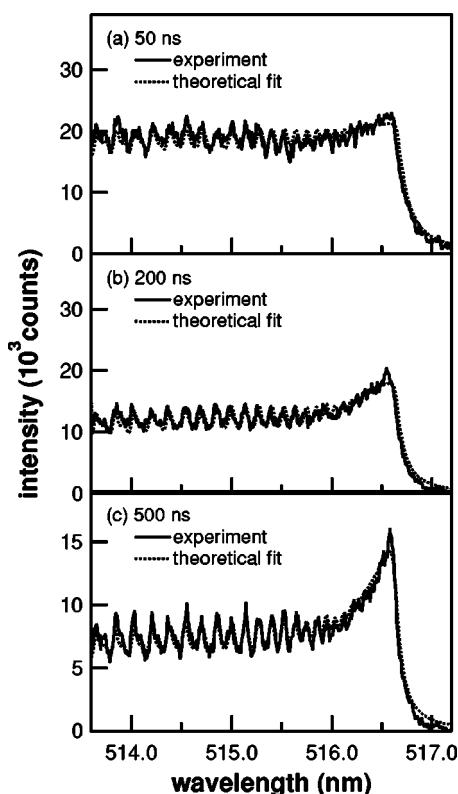 (a) 50 ns
experiment
theoretical fit
30
20
10
0
(b) 200 ns
experiment
theoretical fit
30
20
10
0
intensity (10³ counts)
(c) 500 ns
experiment
theoretical fit
15
10
5
0
514.0 515.0 516.0 517.0
wavelength (nm)